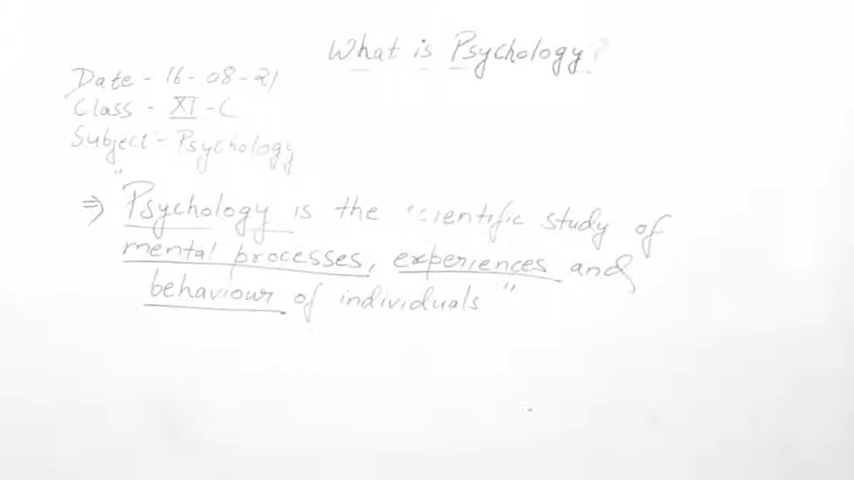 What is Psychology?
Date - 16-08-21
Class - XI - C
Subject - Psychology
⇒ "Psychology is the scientific study of
mental processes, experiences and
behaviour of individuals"